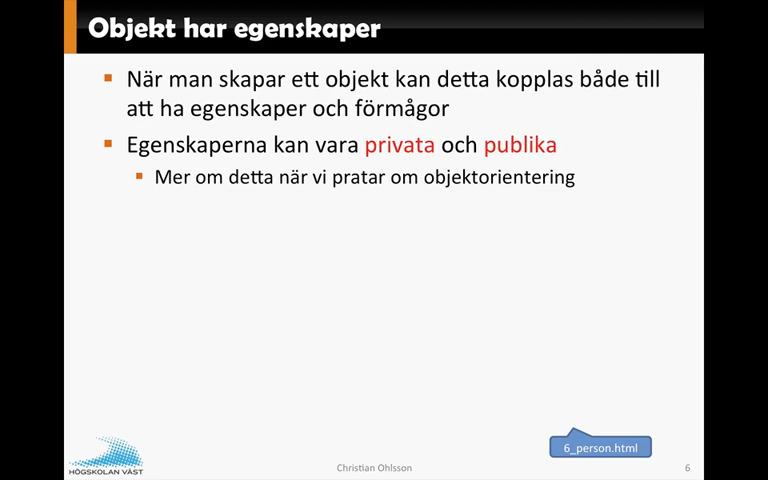 Objekt har egenskaper
När man skapar ett objekt kan detta kopplas både till
att ha egenskaper och förmågor
Egenskaperna kan vara privata och publika
Mer om detta när vi pratar om objektorientering
6_person.html
HÖGSKOLAN VÄST
Christian Ohlsson
6